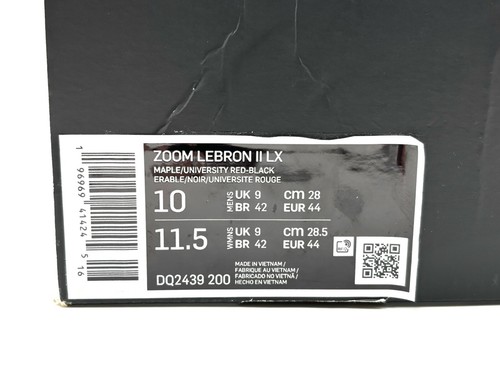 ZOOM LEBRON II LX
MAPLE/UNIVERSITY RED-BLACK
ERABLE/NOIR/UNIVERSITE ROUGE
10 MENS UK 9 CM 28
BR 42 EUR 44
11.5 WMNS UK 9 CM 28.5
BR 42 EUR 44
MADE IN VIETNAM /
FABRIQUE AU VIETNAM /
FABRICADO NO VIETNÃ /
HECHO EN VIETNAM
DQ2439 200
1 96969 41424 5 16